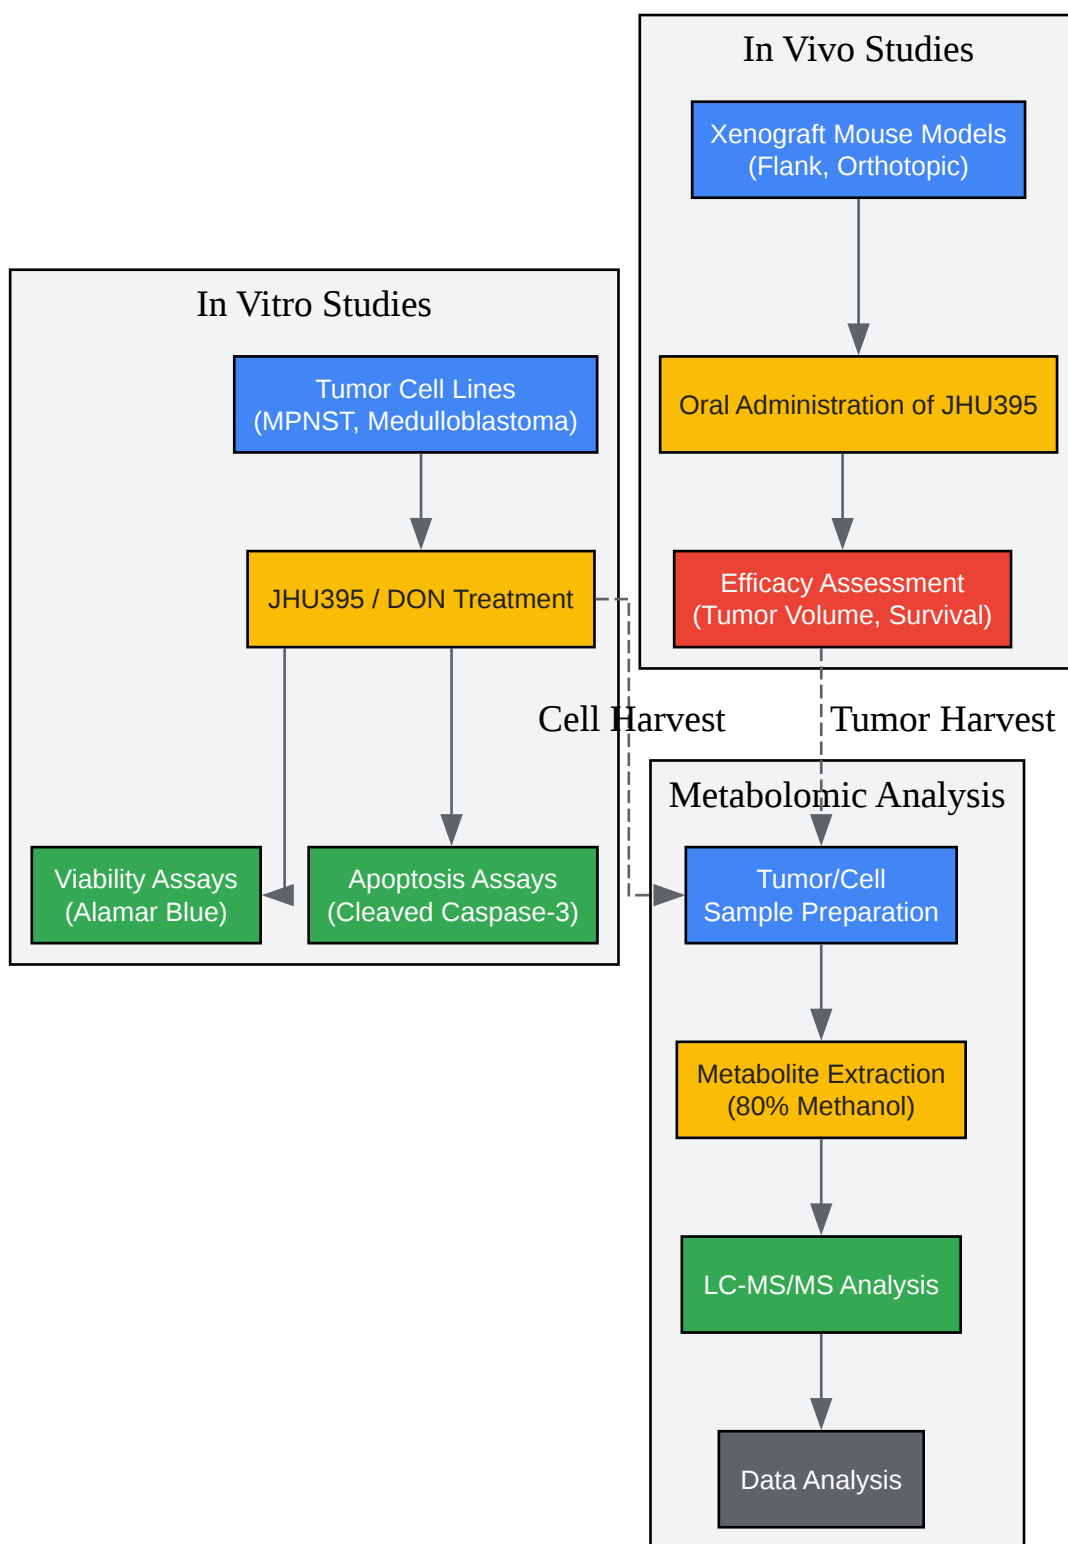 In Vivo Studies
Xenograft Mouse Models
(Flank, Orthotopic)
Oral Administration of JHU395
Efficacy Assessment
(Tumor Volume, Survival)
In Vitro Studies
Tumor Cell Lines
(MPNST, Medulloblastoma)
JHU395 / DON Treatment
Viability Assays
(Alamar Blue)
Apoptosis Assays
(Cleaved Caspase-3)
Cell Harvest
Tumor Harvest
Metabolomic Analysis
Tumor/Cell
Sample Preparation
Metabolite Extraction
(80% Methanol)
LC-MS/MS Analysis
Data Analysis